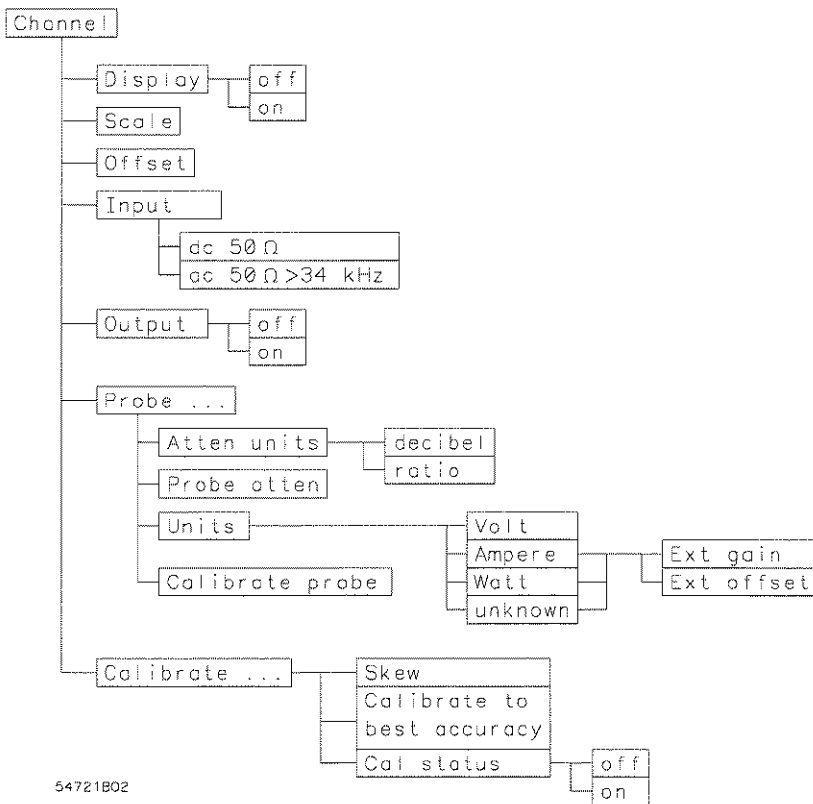 Channel
Display
off
on
Scale
Offset
Input
dc 50Ω
ac 50Ω>34 kHz
Output
off
on
Probe ...
Atten units
decibel
ratio
Probe atten
Units
Volt
Ampere
Ext gain
Watt
Ext offset
Calibrate probe
unknown
Calibrate ...
Skew
Calibrate to
best accuracy
Cal status
off
on
54721B02